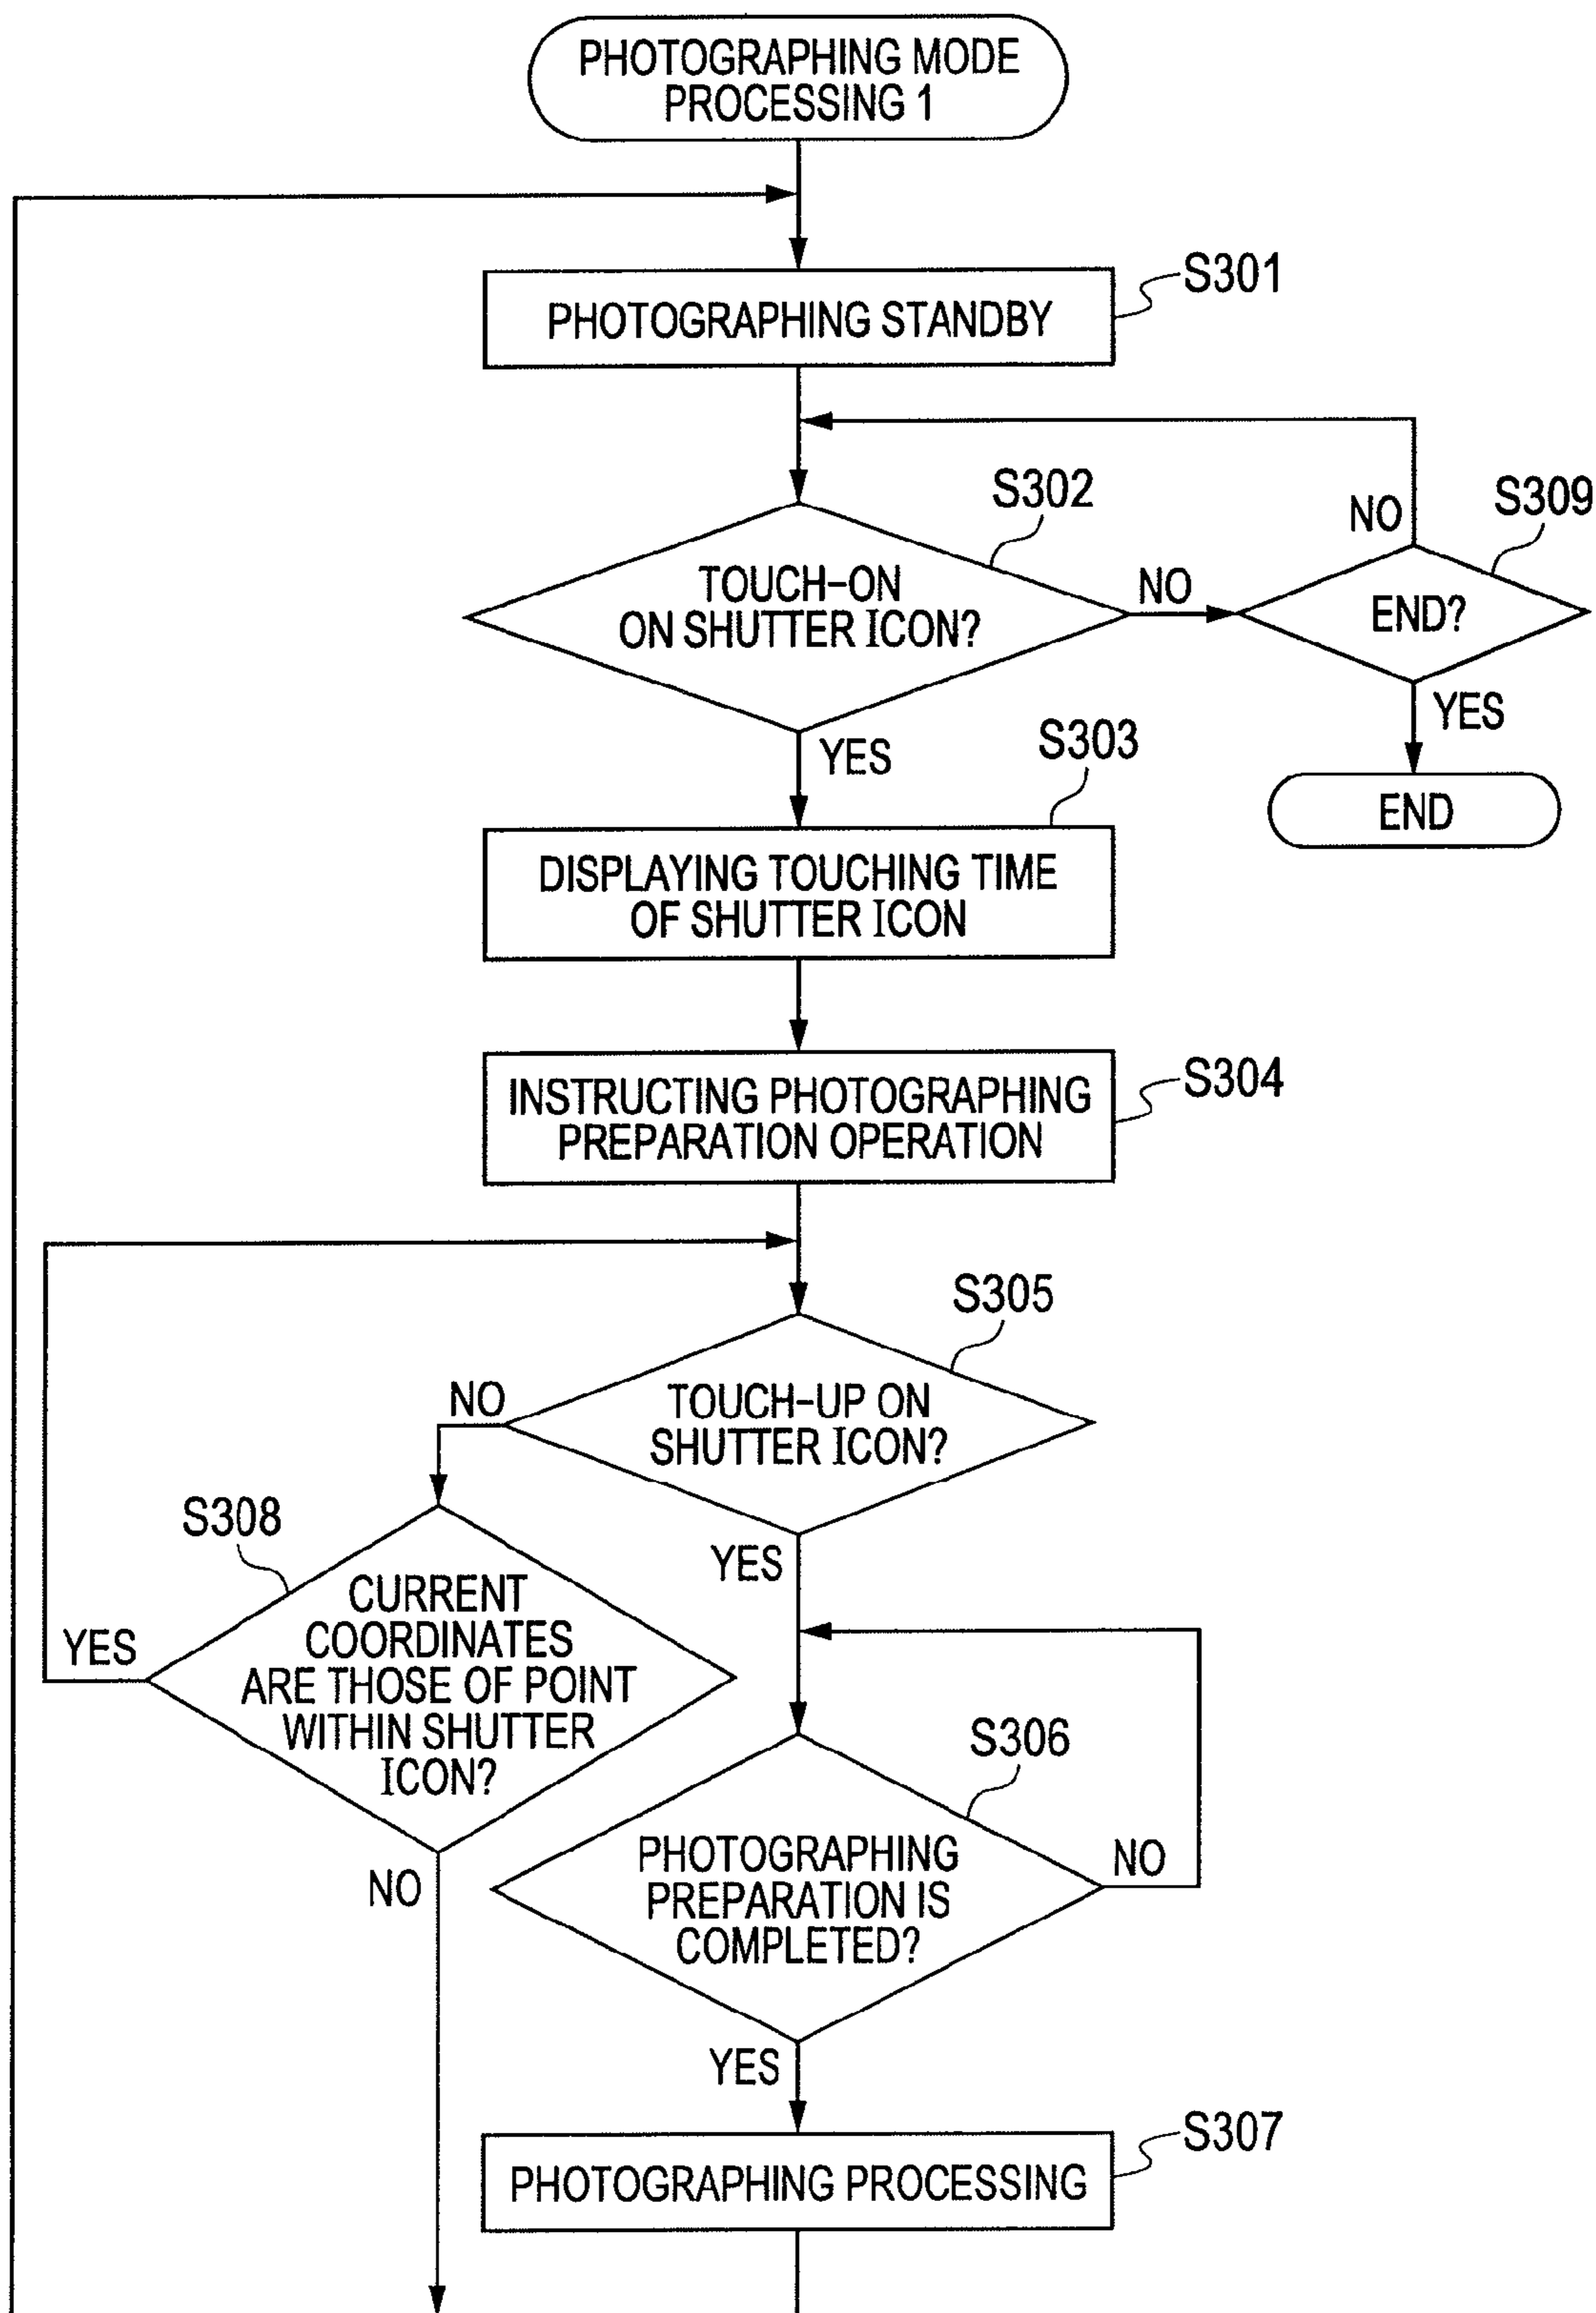 PHOTOGRAPHING MODE
PROCESSING 1
S301
PHOTOGRAPHING STANDBY
S302
TOUCH-ON
ON SHUTTER ICON?
NO
YES
S309
NO
END?
YES
END
S303
DISPLAYING TOUCHING TIME
OF SHUTTER ICON
S304
INSTRUCTING PHOTOGRAPHING
PREPARATION OPERATION
S305
TOUCH-UP ON
SHUTTER ICON?
NO
YES
S308
CURRENT
COORDINATES
ARE THOSE OF POINT
WITHIN SHUTTER
ICON?
YES
NO
S306
PHOTOGRAPHING
PREPARATION IS
COMPLETED?
NO
YES
S307
PHOTOGRAPHING PROCESSING